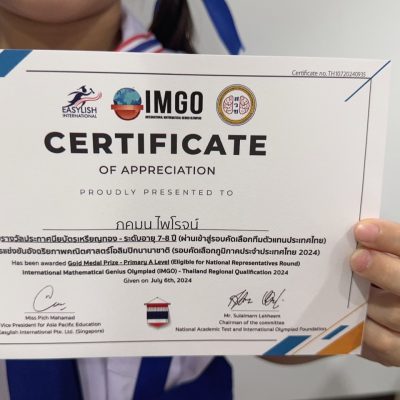 Certificate no. TH10720240935
EASYLISH
INTERNATIONAL
IMGO
INTERNATIONAL MATHEMATICAL GENIUS OLYMPIAD
CERTIFICATE
OF APPRECIATION
PROUDLY PRESENTED TO
ภคมน ไพโรจน์
รางวัลประกาศนียบัตรเหรียญทอง - ระดับอายุ 7-8 ปี (ผ่านเข้าสู่รอบคัดเลือกทีมตัวแทนประเทศไทย)
แข่งขันอัจฉริยภาพคณิตศาสตร์โอลิมปิกนานาชาติ (รอบคัดเลือกภูมิภาคประจำประเทศไทย 2024)
Has been awarded Gold Medal Prize - Primary A Level (Eligible for National Representatives Round)
International Mathematical Genius Olympiad (IMGO) - Thailand Regional Qualification 2024
Given on July 6th, 2024
Miss Pich Mahamad
Vice President for Asia Pacific Education
Easylish International Pte. Ltd. (Singapore)
Mr. Sulaimarn Lehheem
Chairman of the committee
National Academic Test and International Olympiad Foundation